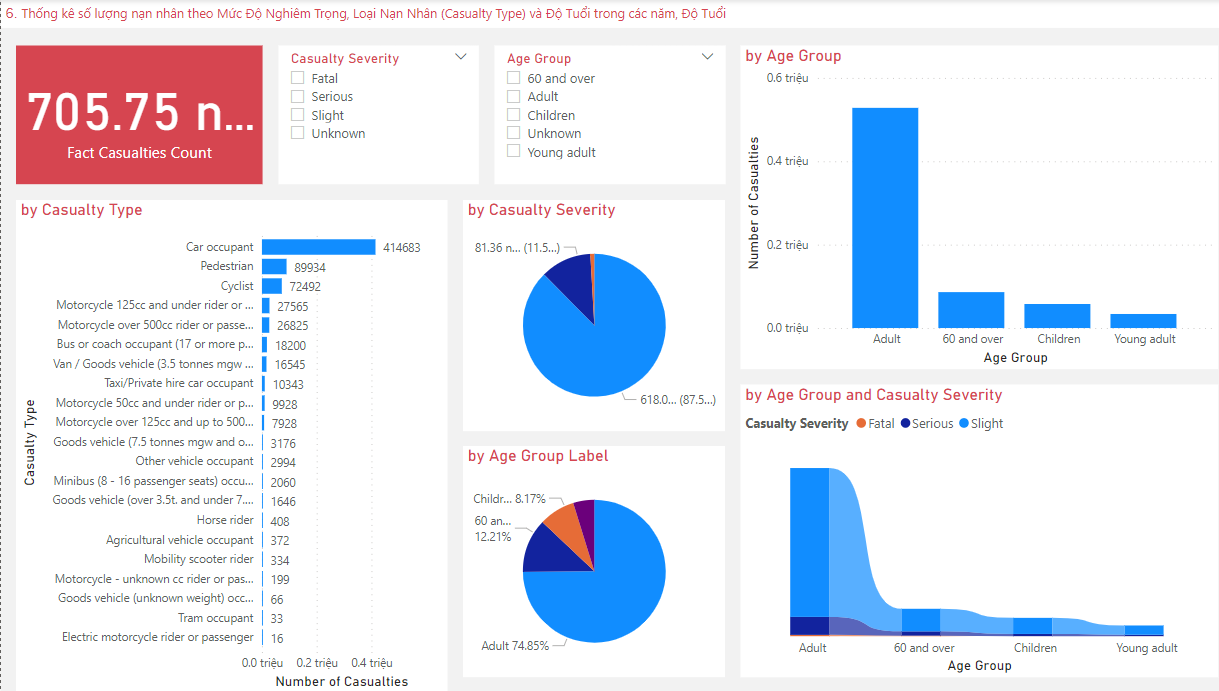 6. Thống kê số lượng nạn nhân theo Mức Độ Nghiêm Trọng, Loại Nạn Nhân (Casualty Type) và Độ Tuổi trong các năm, Độ Tuổi
705.75 n...
Fact Casualties Count
Casualty Severity
Fatal
Serious
Slight
Unknown
Age Group
60 and over
Adult
Children
Unknown
Young adult
by Age Group
Number of Casualties
0.6 triệu
0.4 triệu
0.2 triệu
0.0 triệu
Adult
60 and over
Children
Young adult
Age Group
by Casualty Type
Casualty Type
Car occupant 414683
Pedestrian 89934
Cyclist 72492
Motorcycle 125cc and under rider or ... 27565
Motorcycle over 500cc rider or passe... 26825
Bus or coach occupant (17 or more p... 18200
Van / Goods vehicle (3.5 tonnes mgw ... 16545
Taxi/Private hire car occupant 10343
Motorcycle 50cc and under rider or p... 9928
Motorcycle over 125cc and up to 500... 7928
Goods vehicle (7.5 tonnes mgw and o... 3176
Other vehicle occupant 2994
Minibus (8 - 16 passenger seats) occu... 2060
Goods vehicle (over 3.5t. and under 7.... 1646
Horse rider 408
Agricultural vehicle occupant 372
Mobility scooter rider 334
Motorcycle - unknown cc rider or pas... 199
Goods vehicle (unknown weight) occ... 66
Tram occupant 33
Electric motorcycle rider or passenger 16
0.0 triệu 0.2 triệu 0.4 triệu
Number of Casualties
by Casualty Severity
81.36 n... (11.5...)
618.0... (87.5...)
by Age Group Label
Childr... 8.17%
60 an...
12.21%
Adult 74.85%
by Age Group and Casualty Severity
Casualty Severity Fatal Serious Slight
Adult
60 and over
Children
Young adult
Age Group